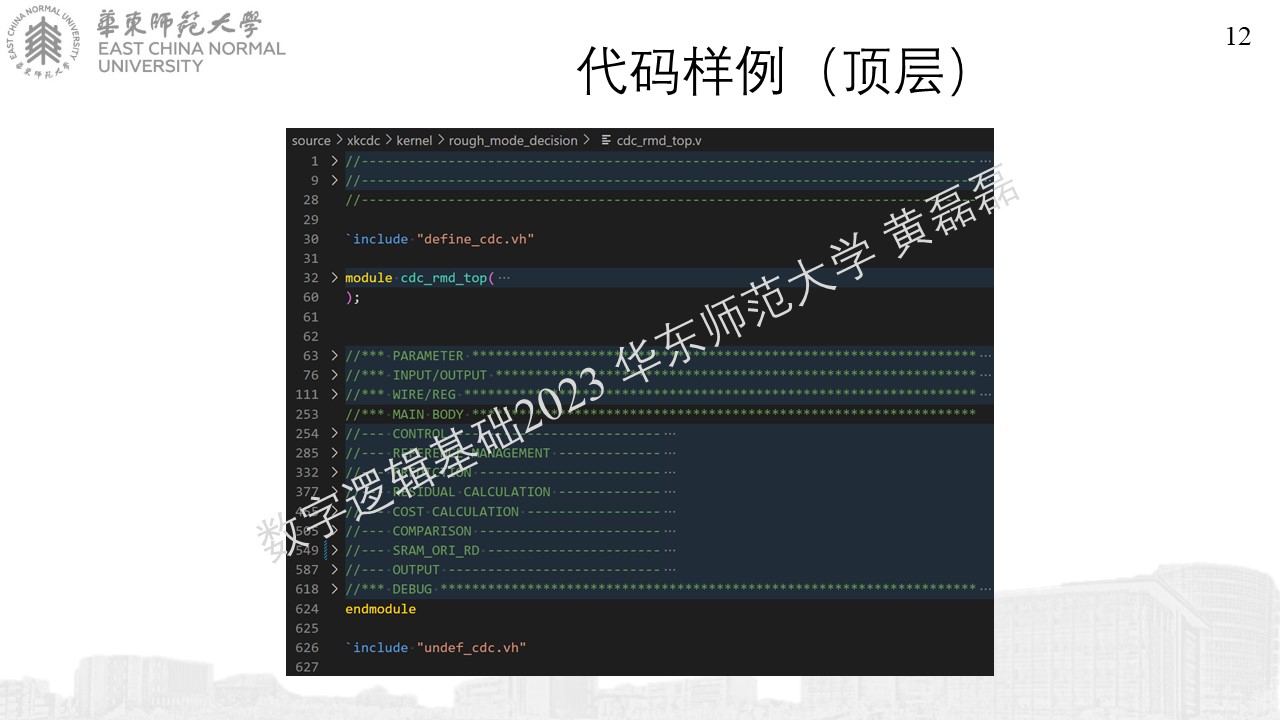 華東師範大學
EAST CHINA NORMAL
UNIVERSITY
EAST CHINA NORMAL UNIVERSITY
華東師範大學
12
代码样例（顶层）
source > xkcdc > kernel > rough_mode_decision > cdc_rmd_top.v
1 > //------------------------------------------------------------------------------ ···
9 > //------------------------------------------------------------------------------ ···
28 //------------------------------------------------------------------------------
29
30 `include "define_cdc.vh"
31
32 > module cdc_rmd_top( ···
60 );
61
62
63 > //*** PARAMETER **************************************************************** ···
76 > //*** INPUT/OUTPUT ************************************************************* ···
111 > //*** WIRE/REG ***************************************************************** ···
253 //*** MAIN BODY ****************************************************************
254 > //--- CONTROL --------------------------- ···
285 > //--- REFERENCE MANAGEMENT ------------- ···
332 > //--- PREDICTION ----------------------- ···
377 > //--- RESIDUAL CALCULATION ------------- ···
465 > //--- COST CALCULATION ----------------- ···
505 > //--- COMPARISON ------------------------ ···
549 > //--- SRAM_ORI_RD ----------------------- ···
587 > //--- OUTPUT --------------------------- ···
618 > //*** DEBUG ******************************************************************** ···
624 endmodule
625
626 `include "undef_cdc.vh"
627
数字逻辑基础2023 华东师范大学 黄磊磊